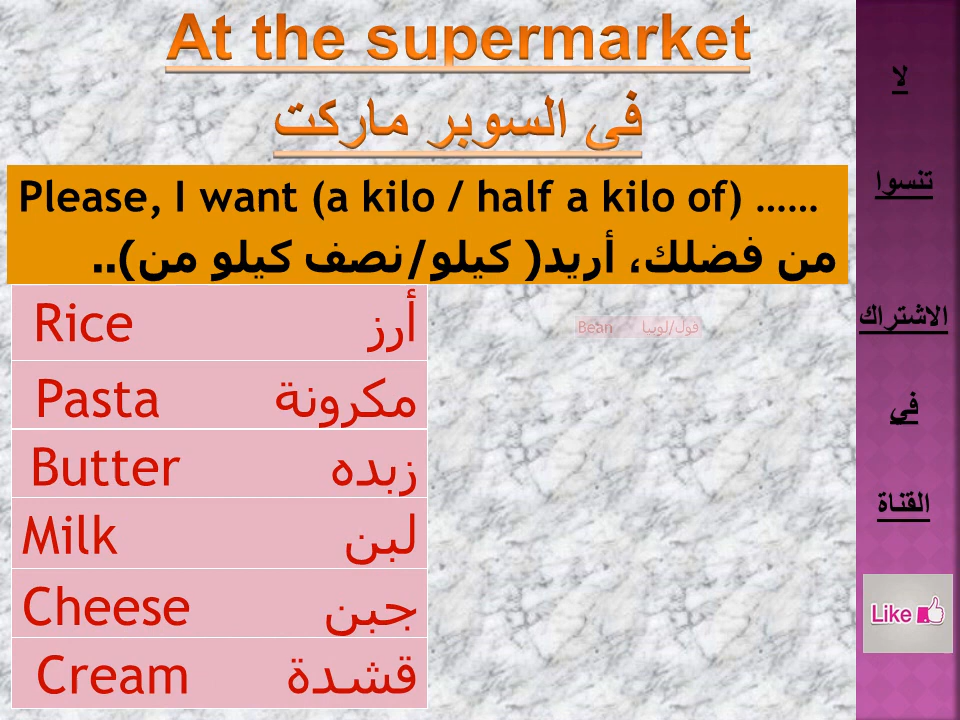 At the supermarket
في السوبر ماركت
Please, I want (a kilo / half a kilo of) ......
من فضلك، أريد( كيلو/نصف كيلو من)..
Rice أرز
Pasta مكرونة
Butter زبده
Milk لبن
Cheese جبن
Cream قشدة
Bean فول/لوبيا
لا
تنسوا
الاشتراك
في
القناة
Like